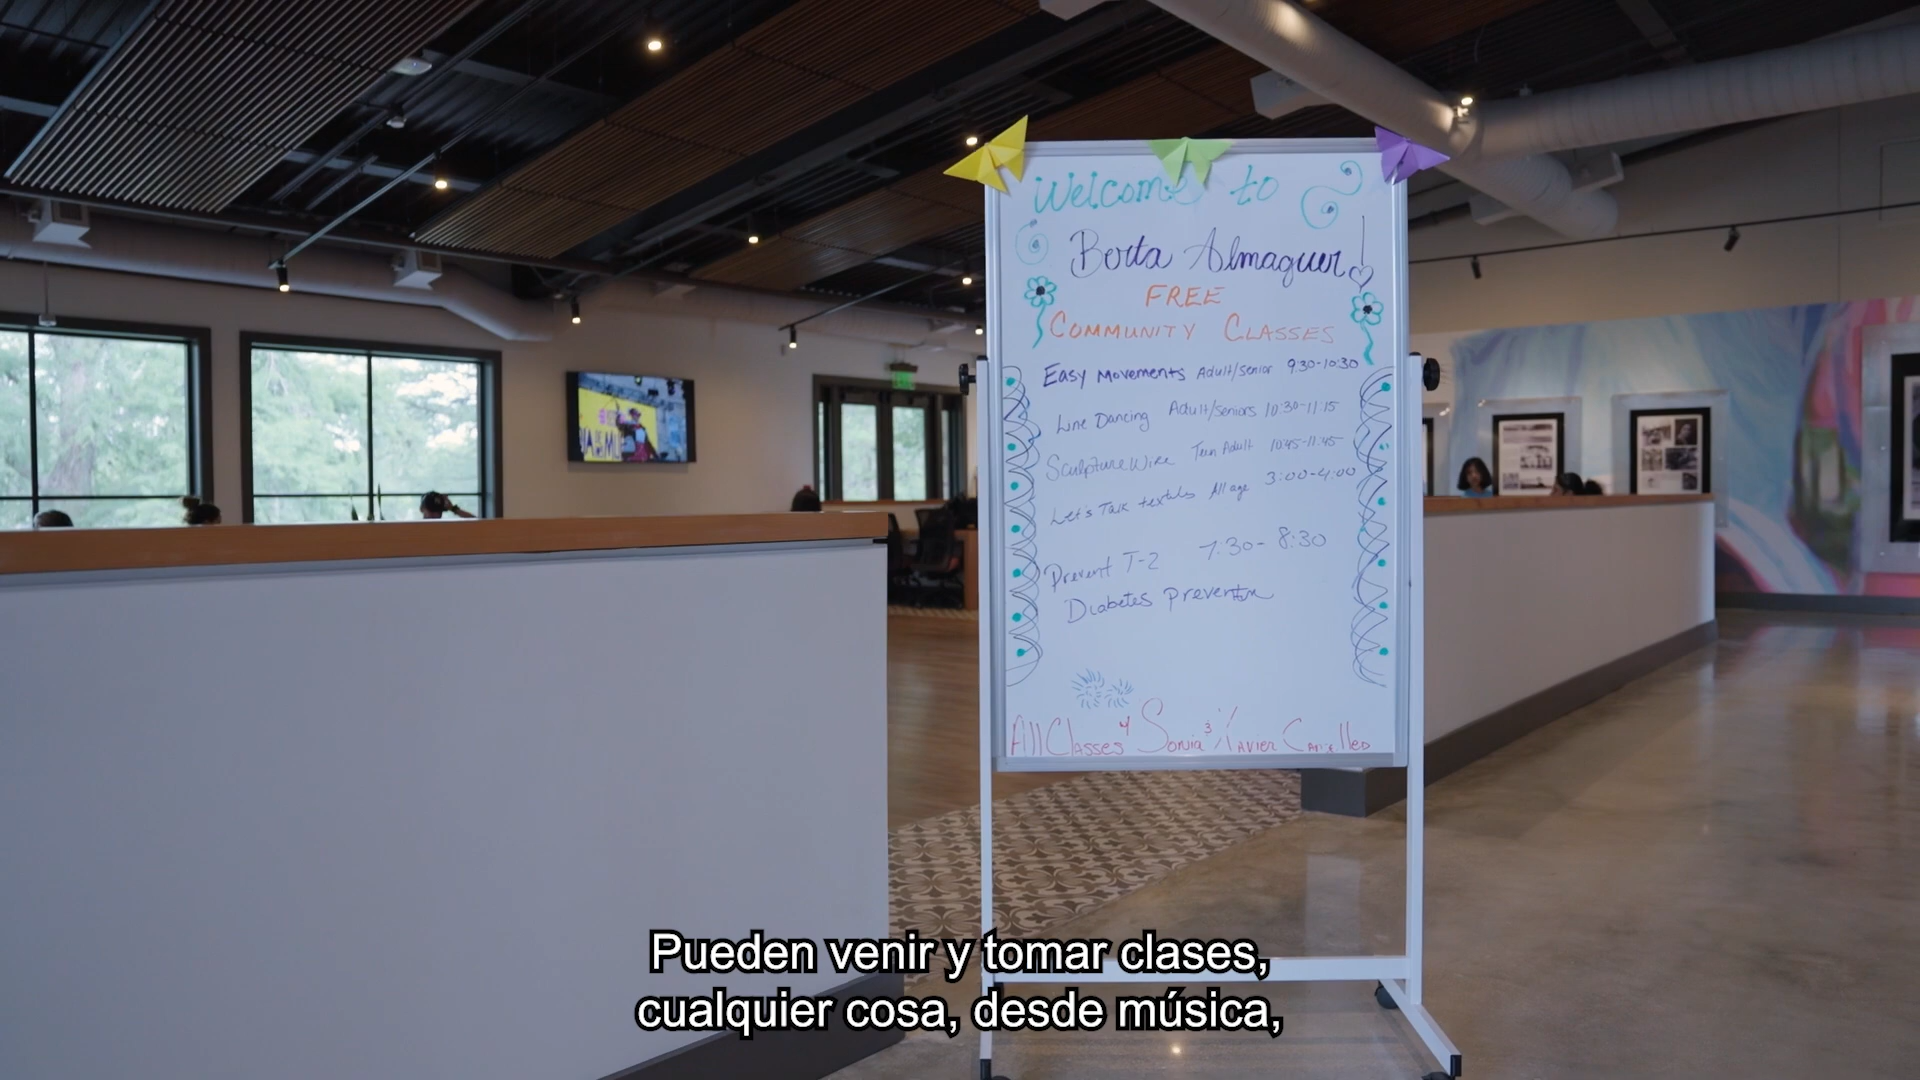 Welcome to
Berta Almaguer!
FREE
COMMUNITY CLASSES
Easy Movements Adult/senior 9:30-10:30
Line Dancing Adult/seniors 10:30-11:15
Sculpture Wire Teen Adult 10:45-11:45
Let's Talk textiles All age 3:00-4:00
Prevent T-2 7:30-8:30
Diabetes prevention
All Classes 4 Sonia 3 Xavier Cancelled
Pueden venir y tomar clases,
cualquier cosa, desde música,